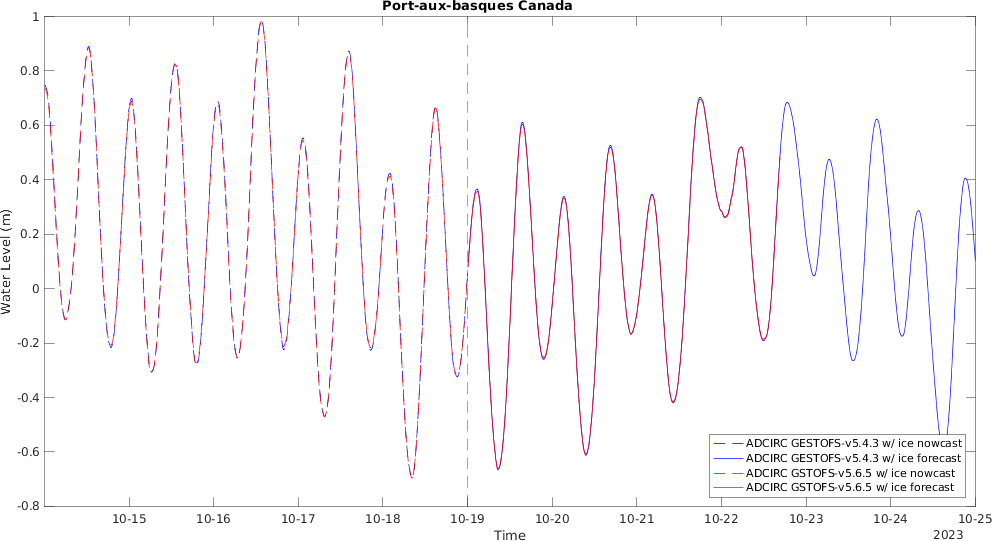 Port-aux-basques Canada
1
0.8
0.6
0.4
0.2
0
-0.2
-0.4
-0.6
-0.8
Water Level (m)
10-15 10-16 10-17 10-18 10-19 10-20 10-21 10-22 10-23 10-24 10-25
Time
2023
ADCIRC GESTOFS-v5.4.3 w/ ice nowcast
ADCIRC GESTOFS-v5.4.3 w/ ice forecast
ADCIRC GSTOFS-v5.6.5 w/ ice nowcast
ADCIRC GSTOFS-v5.6.5 w/ ice forecast